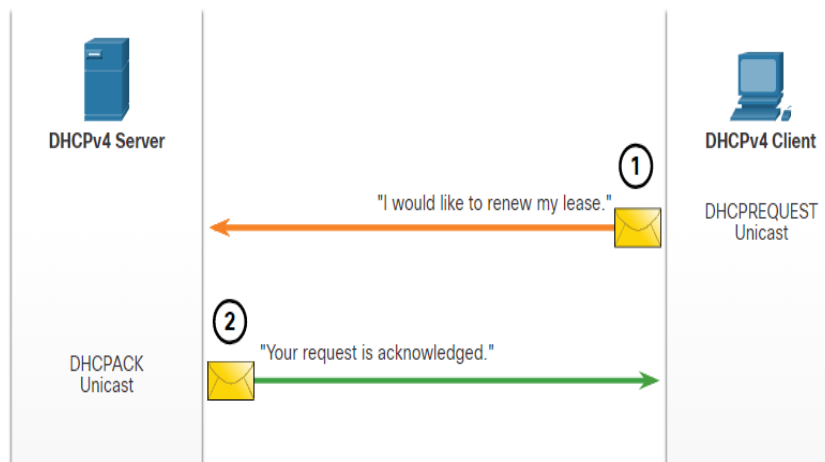 DHCPv4 Server
DHCPv4 Client
1
"I would like to renew my lease."
DHCPREQUEST
Unicast
2
"Your request is acknowledged."
DHCPACK
Unicast